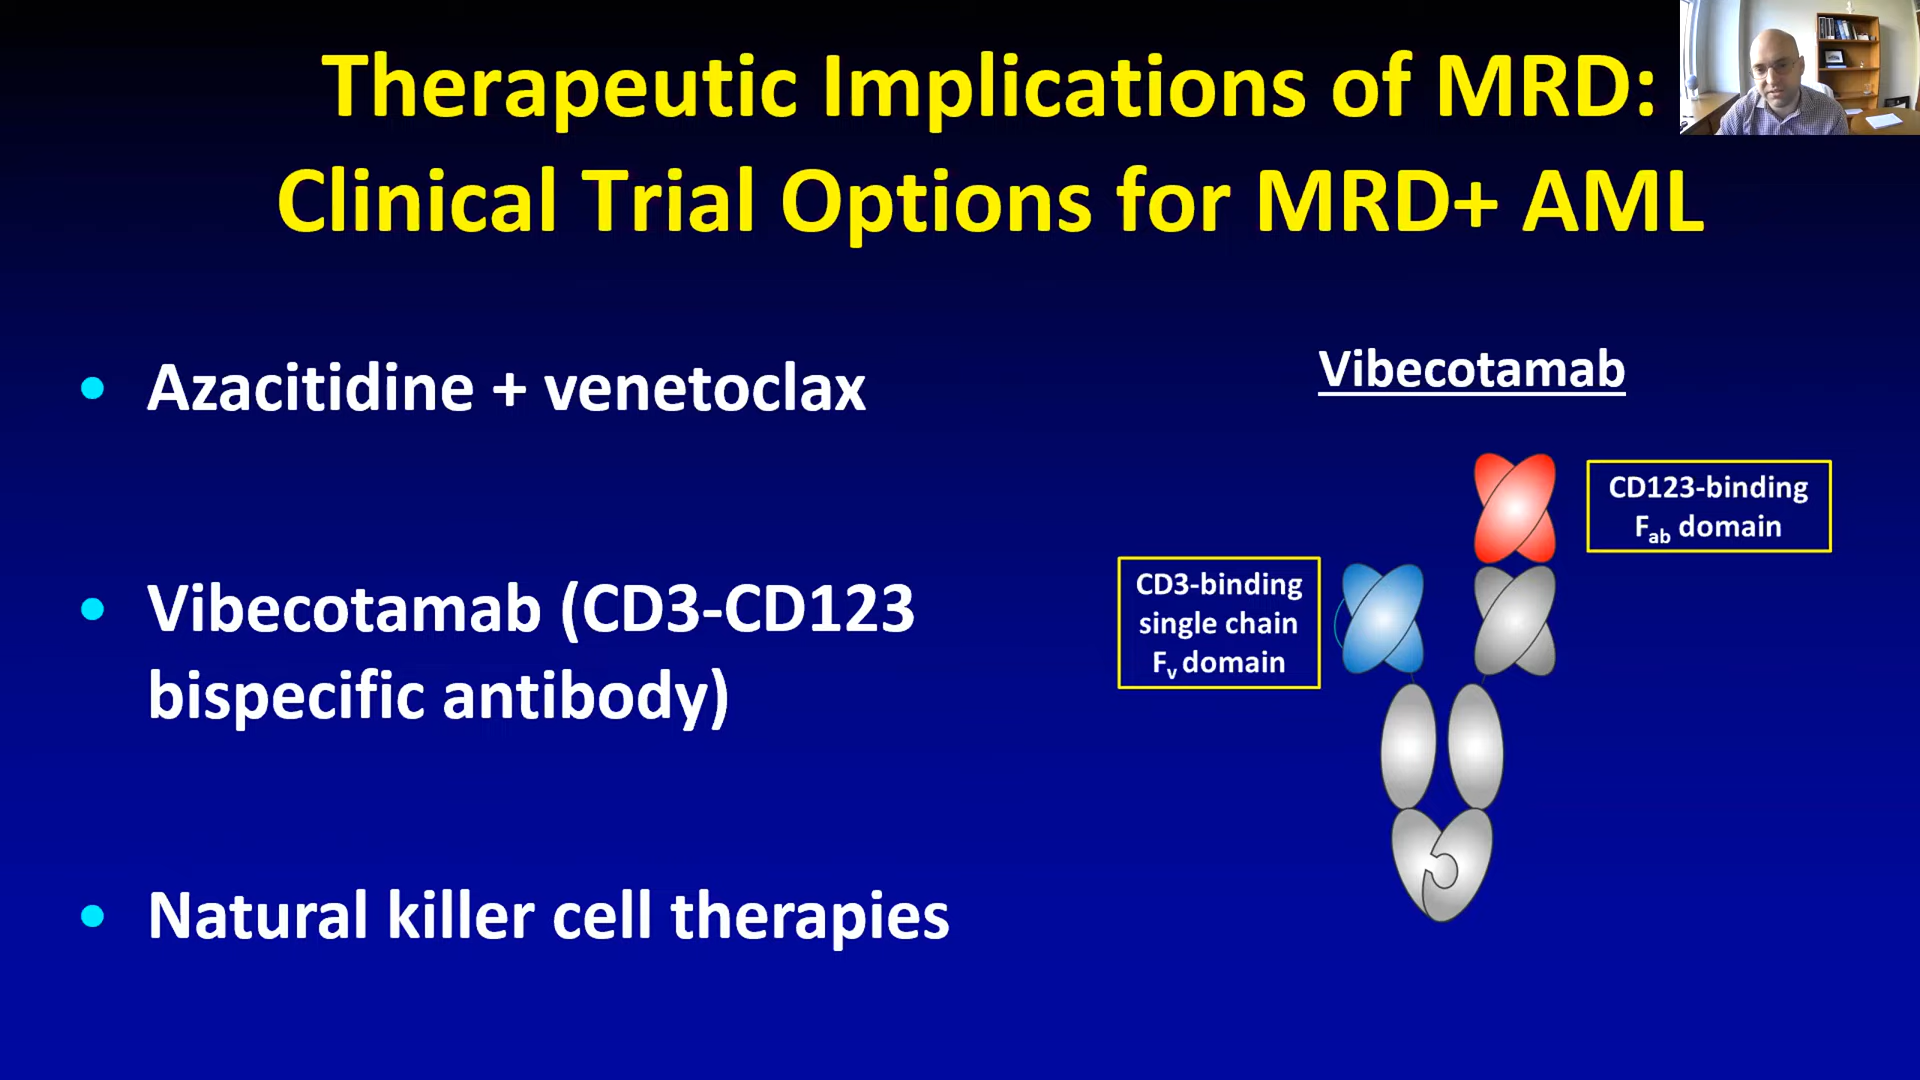 Therapeutic Implications of MRD:
Clinical Trial Options for MRD+ AML
• Azacitidine + venetoclax
• Vibecotamab (CD3-CD123
bispecific antibody)
• Natural killer cell therapies
Vibecotamab
CD123-binding
Fab domain
CD3-binding
single chain
Fv domain